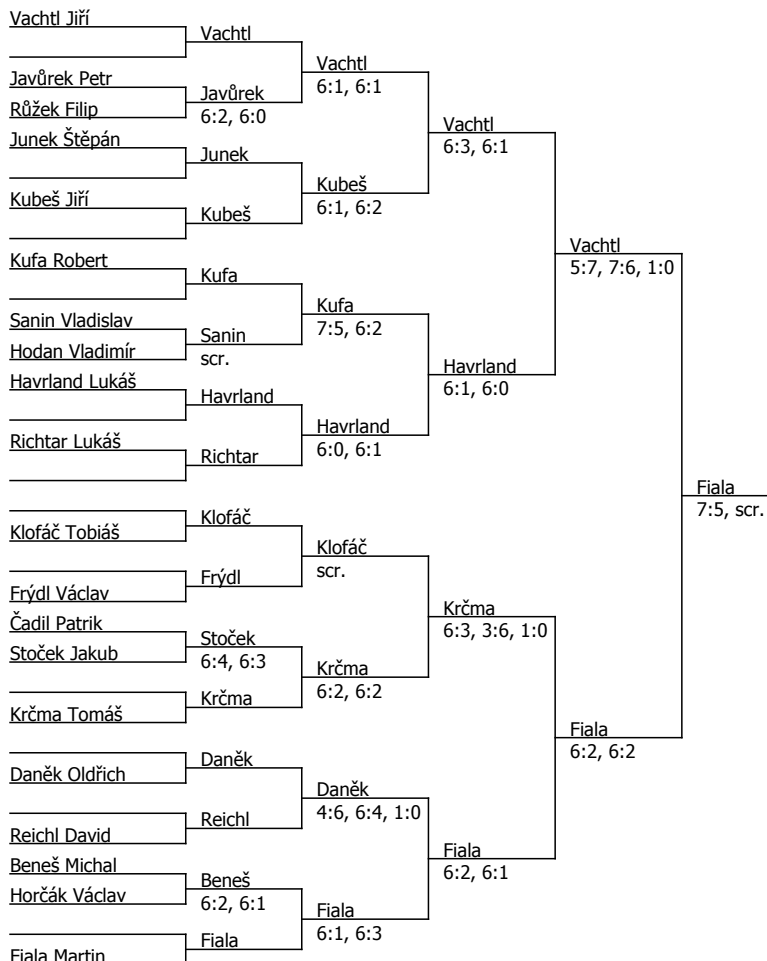 Vachtl Jiří
Vachtl
Vachtl
6:1, 6:1
Javůrek Petr
Javůrek
6:2, 6:0
Růžek Filip
Vachtl
6:3, 6:1
Junek Štěpán
Junek
Kubeš
6:1, 6:2
Kubeš Jiří
Kubeš
Vachtl
5:7, 7:6, 1:0
Kufa Robert
Kufa
Kufa
7:5, 6:2
Sanin Vladislav
Sanin
scr.
Hodan Vladimír
Havrland
6:1, 6:0
Havrland Lukáš
Havrland
Havrland
6:0, 6:1
Richtar Lukáš
Richtar
Fiala
7:5, scr.
Klofáč
Klofáč Tobiáš
Klofáč
scr.
Frýdl
Frýdl Václav
Krčma
6:3, 3:6, 1:0
Čadil Patrik
Stoček
6:4, 6:3
Stoček Jakub
Krčma
6:2, 6:2
Krčma
Krčma Tomáš
Fiala
6:2, 6:2
Daněk
Daněk Oldřich
Daněk
4:6, 6:4, 1:0
Reichl
Reichl David
Fiala
6:2, 6:1
Beneš Michal
Beneš
6:2, 6:1
Horčák Václav
Fiala
6:1, 6:3
Fiala
Fiala Martin